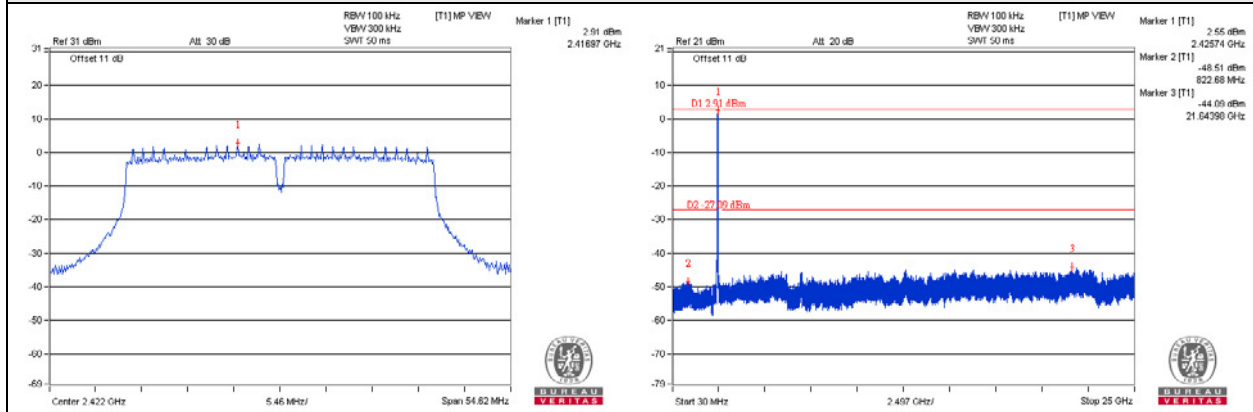 RBW 100 kHz [T1] MP VIEW
VBW 300 kHz
Ref 31 dBm Att 30 dB SWT 50 ms
Marker 1 [T1]
2.91 dBm
2.41697 GHz
31
Offset 11 dB
20
10
1
0
-10
-20
-30
-40
-50
-60
-69
Center 2.422 GHz 5.46 MHz/ Span 54.62 MHz
BUREAU
VERITAS
RBW 100 kHz [T1] MP VIEW
VBW 300 kHz
Ref 21 dBm Att 20 dB SWT 50 ms
Marker 1 [T1]
2.55 dBm
2.42574 GHz
Marker 2 [T1]
-48.51 dBm
822.68 MHz
Marker 3 [T1]
-44.09 dBm
21.64398 GHz
21
Offset 11 dB
10
1
D1 2.91 dBm
0
-10
-20
D2 -27.09 dBm
-30
-40
2
3
-50
-60
-70
-79
Start 30 MHz 2.497 GHz/ Stop 25 GHz
BUREAU
VERITAS